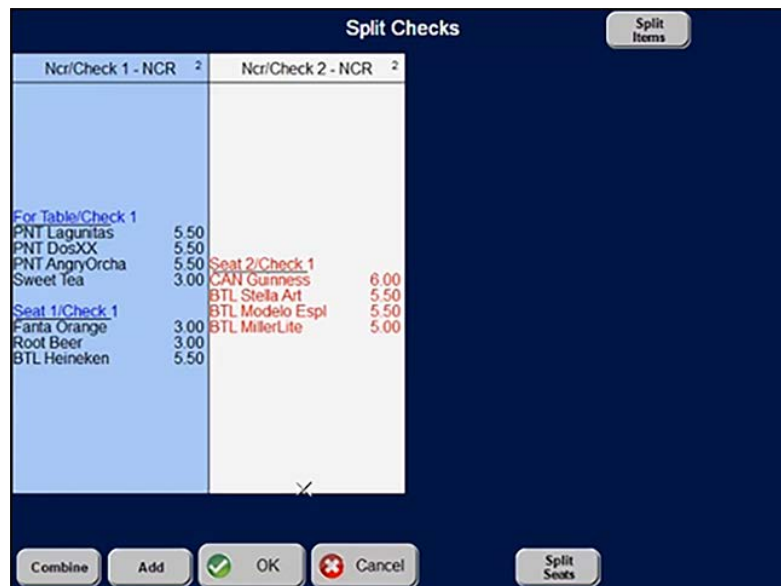 Split Checks
Split
Items
Ncr/Check 1 - NCR 2
For Table/Check 1
PNT Lagunitas 5.50
PNT DosXX 5.50
PNT AngryOrcha 5.50
Sweet Tea 3.00
Seat 1/Check 1
Fanta Orange 3.00
Root Beer 3.00
BTL Heineken 5.50
Ncr/Check 2 - NCR 2
Seat 2/Check 1
CAN Guinness 6.00
BTL Stella Art 5.50
BTL Modelo Espl 5.50
BTL MillerLite 5.00
Combine
Add
OK
Cancel
Split
Seats